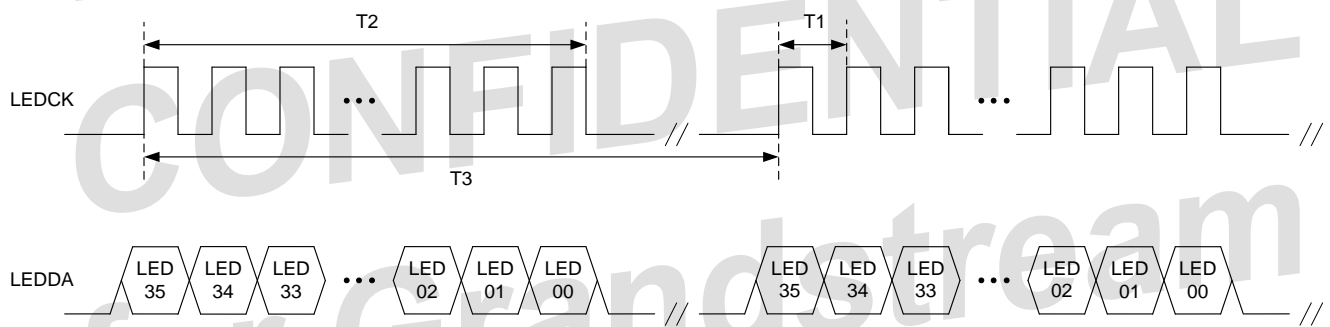 CONFIDENTIAL
for Grandstream
T2
T1
LEDCK
•••
•••
//
//
T3
LEDDA
LED 35
LED 34
LED 33
•••
LED 02
LED 01
LED 00
//
LED 35
LED 34
LED 33
•••
LED 02
LED 01
LED 00
//